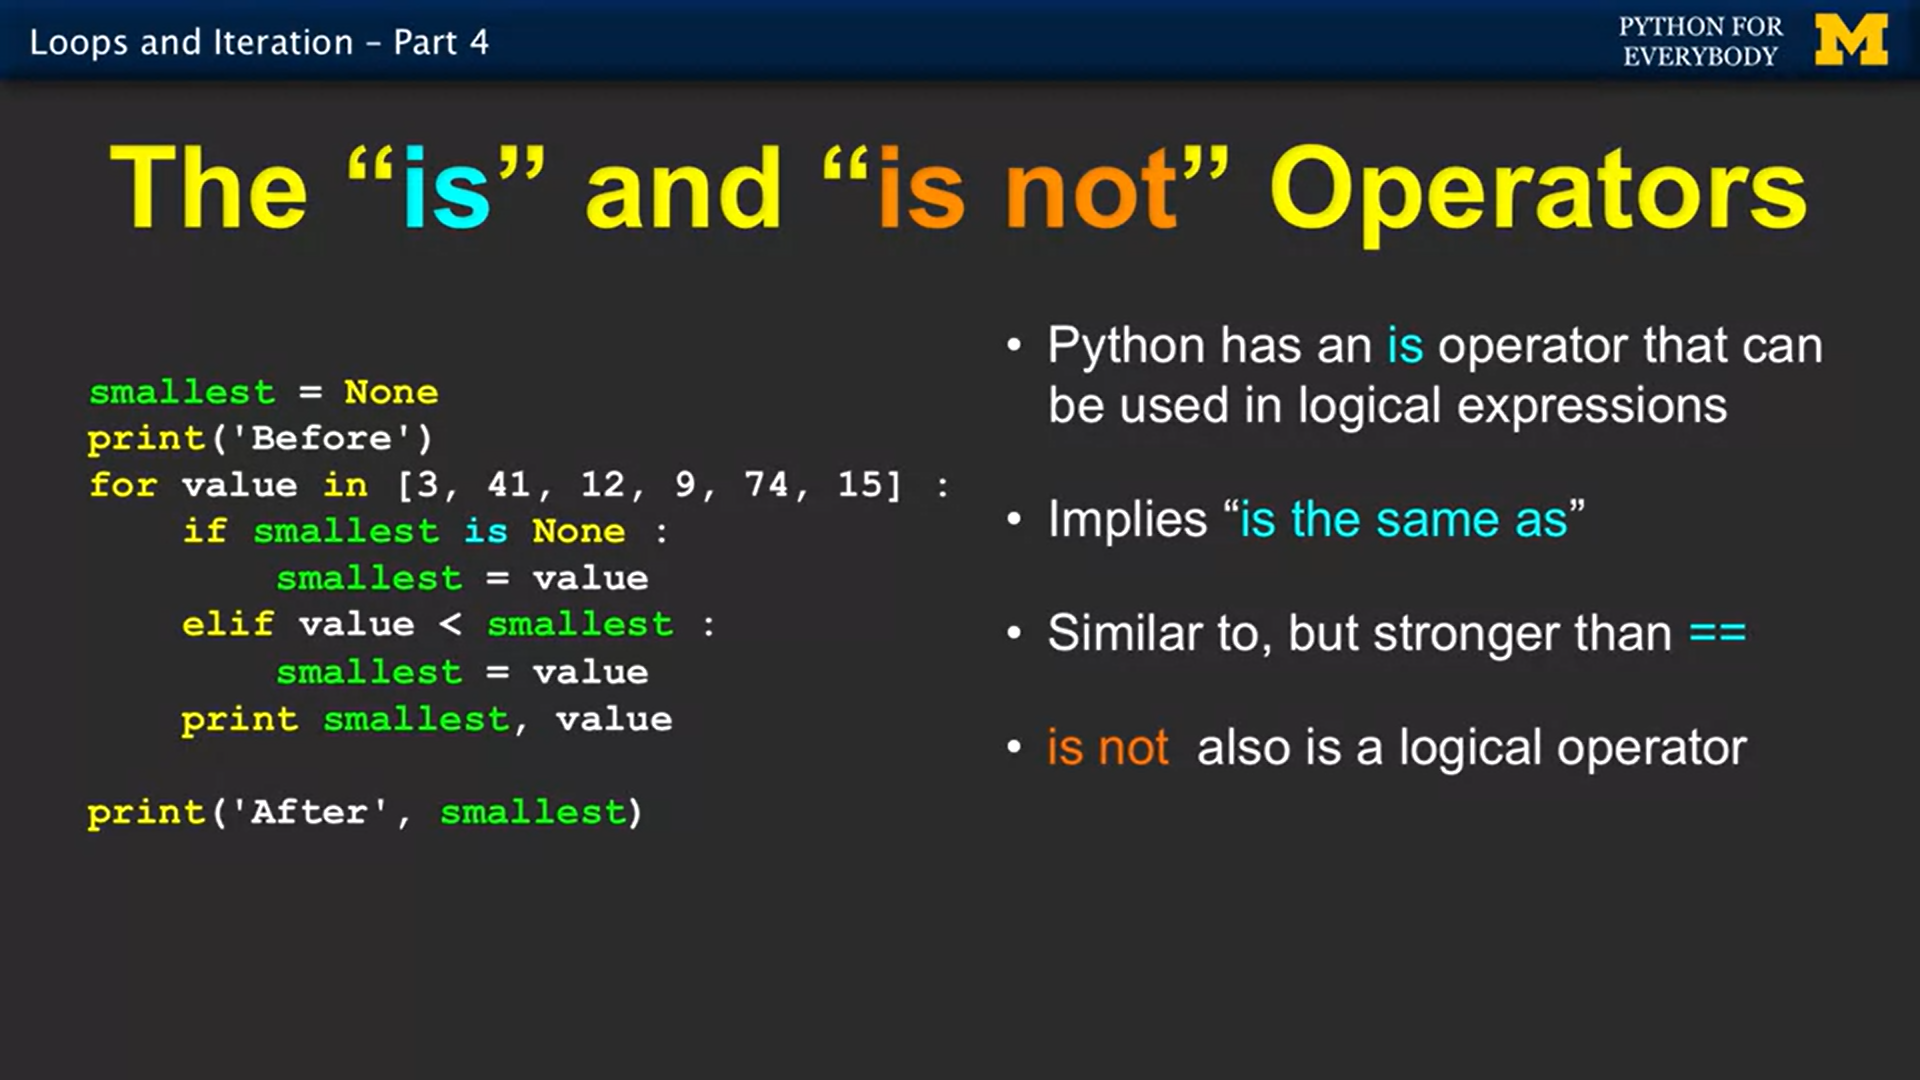 Loops and Iteration – Part 4
PYTHON FOR
EVERYBODY
M
The “is” and “is not” Operators
smallest = None
print('Before')
for value in [3, 41, 12, 9, 74, 15] :
    if smallest is None :
        smallest = value
    elif value < smallest :
        smallest = value
    print smallest, value
print('After', smallest)
• Python has an is operator that can
be used in logical expressions
• Implies “is the same as”
• Similar to, but stronger than ==
• is not  also is a logical operator